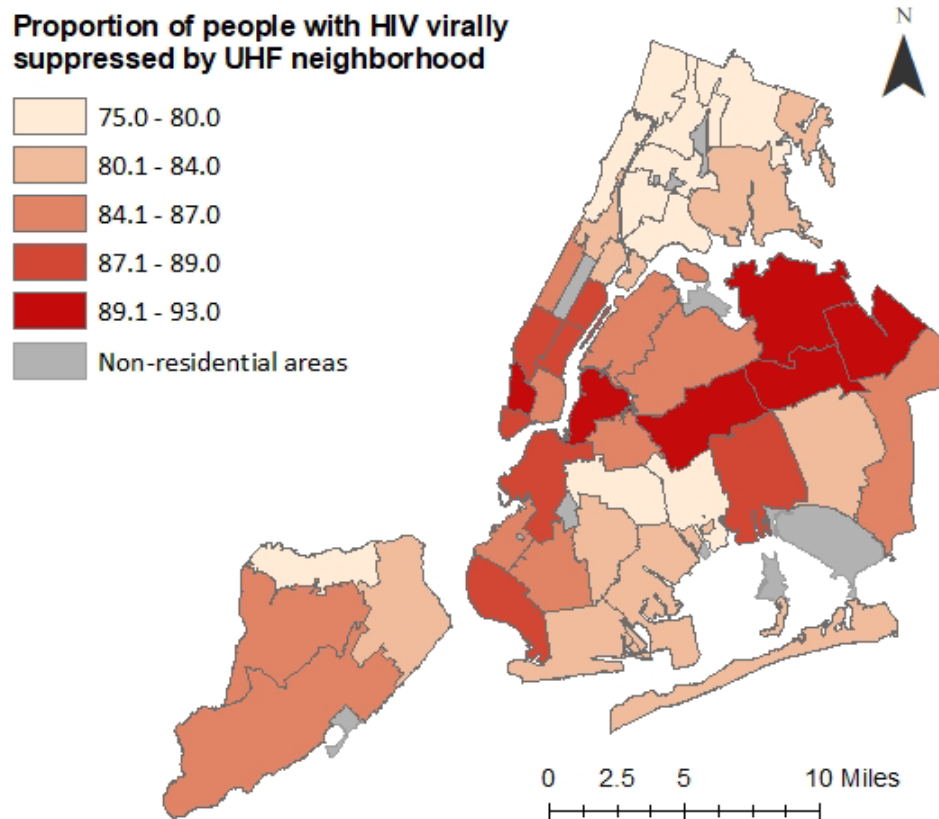 Proportion of people with HIV virally
suppressed by UHF neighborhood
N
75.0 - 80.0
80.1 - 84.0
84.1 - 87.0
87.1 - 89.0
89.1 - 93.0
Non-residential areas
0 2.5 5 10 Miles